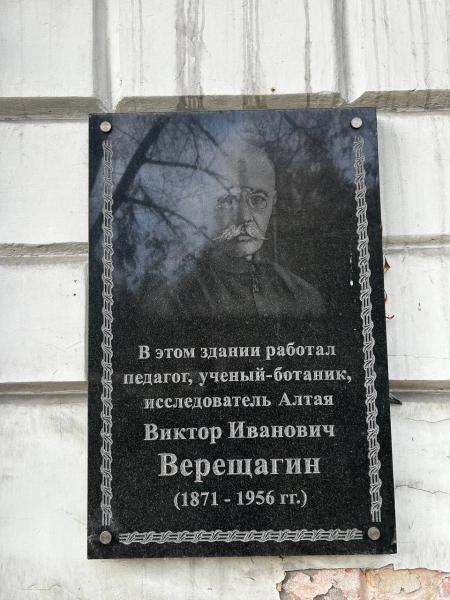 В этом здании работал
педагог, ученый-ботаник,
исследователь Алтая
Виктор Иванович
Верещагин
(1871 - 1956 гг.)